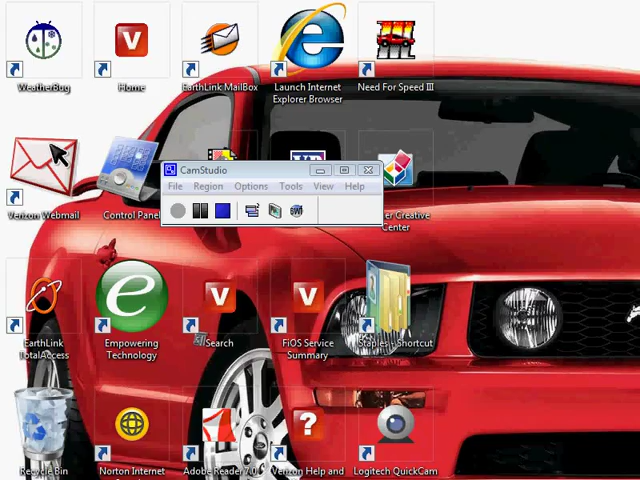 WeatherBug
Home
EarthLink MailBox
Launch Internet
Explorer Browser
Need For Speed III
Verizon Webmail
Control Panel
CamStudio
File Region Options Tools View Help
Creative
Center
EarthLink
TotalAccess
Empowering
Technology
Search
FiOS Service
Summary
Staples - Shortcut
Recycle Bin
Norton Internet
Adobe Reader 7.0
Verizon Help and
Logitech QuickCam